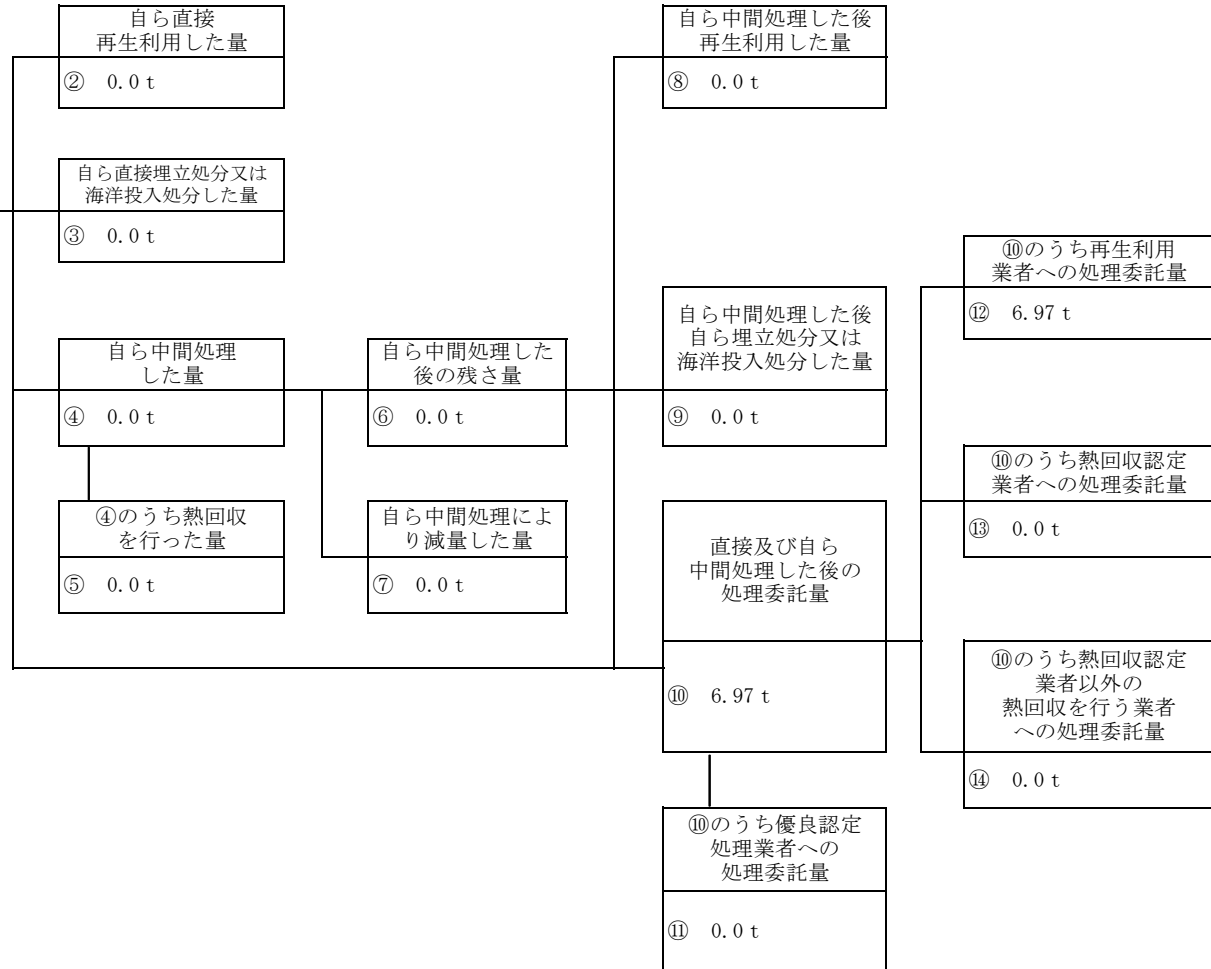 自ら直接
再生利用した量
② 0.0 t
自ら直接埋立処分又は
海洋投入処分した量
③ 0.0 t
自ら中間処理
した量
④ 0.0 t
④のうち熱回収
を行った量
⑤ 0.0 t
自ら中間処理した
後の残さ量
⑥ 0.0 t
自ら中間処理によ
り減量した量
⑦ 0.0 t
自ら中間処理した後
再生利用した量
⑧ 0.0 t
自ら中間処理した後
自ら埋立処分又は
海洋投入処分した量
⑨ 0.0 t
直接及び自ら
中間処理した後の
処理委託量
⑩ 6.97 t
⑩のうち優良認定
処理業者への
処理委託量
⑪ 0.0 t
⑩のうち再生利用
業者への処理委託量
⑫ 6.97 t
⑩のうち熱回収認定
業者への処理委託量
⑬ 0.0 t
⑩のうち熱回収認定
業者以外の
熱回収を行う業者
への処理委託量
⑭ 0.0 t